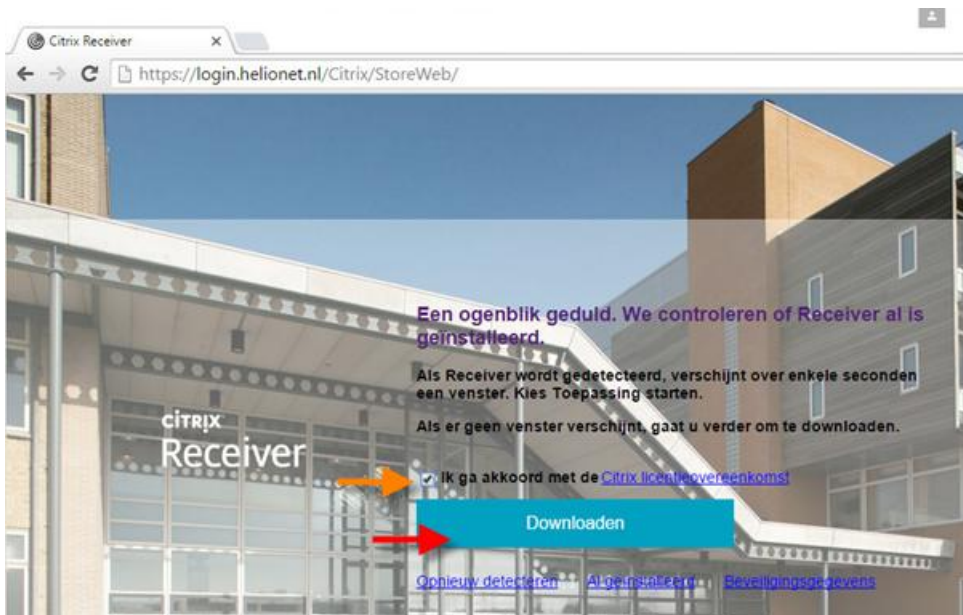 Citrix Receiver
https://login.helionet.nl/Citrix/StoreWeb/
Een ogenblik geduld. We controleren of Receiver al is
geïnstalleerd.
Als Receiver wordt gedetecteerd, verschijnt over enkele seconden
een venster. Kies Toepassing starten.
Als er geen venster verschijnt, gaat u verder om te downloaden.
CITRIX
Receiver
Ik ga akkoord met de Citrix licentieovereenkomst
Downloaden
Opnieuw detecteren Al geïnstalleerd Beveiligingsgegevens